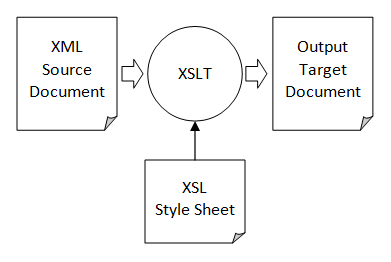 XML
Source
Document
XSLT
Output
Target
Document
XSL
Style Sheet